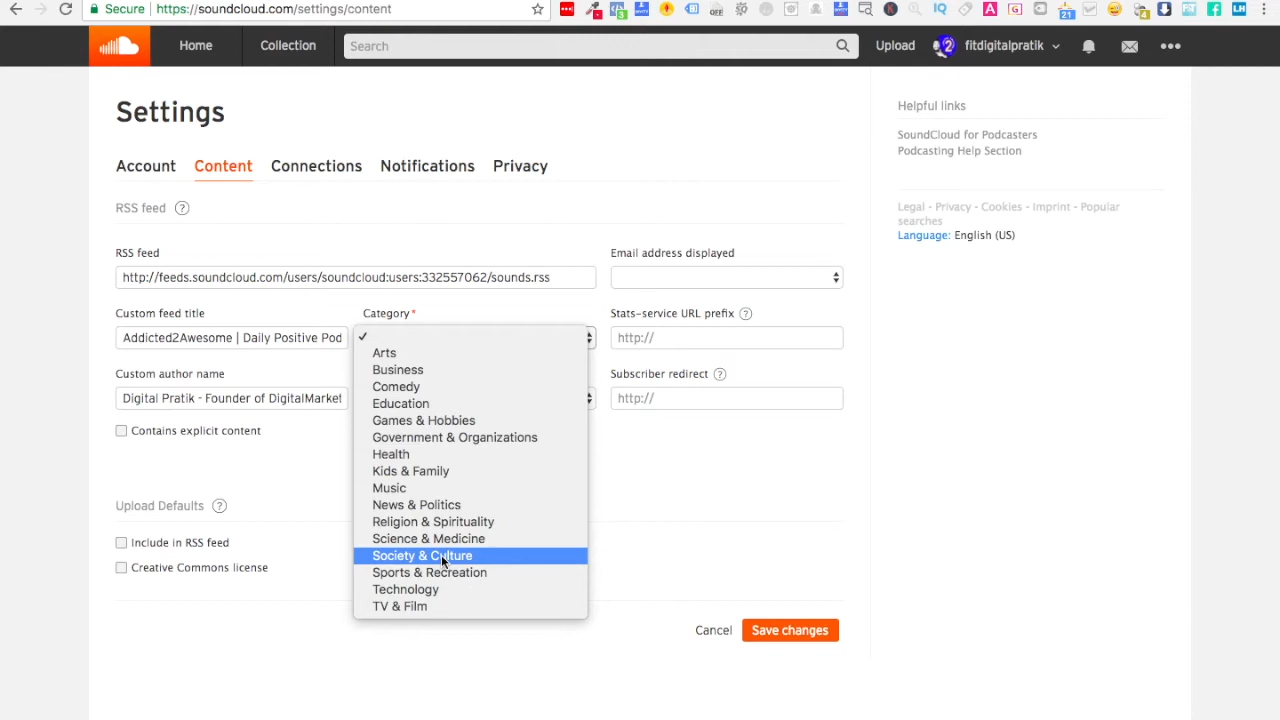 Secure https://soundcloud.com/settings/content
Home Collection Search Upload fitdigitalpratik
Settings
Account Content Connections Notifications Privacy
RSS feed ?
RSS feed
http://feeds.soundcloud.com/users/soundcloud:users:332557062/sounds.rss
Email address displayed
Custom feed title
Addicted2Awesome | Daily Positive Pod
Category *
✓
Arts
Business
Comedy
Education
Games & Hobbies
Government & Organizations
Health
Kids & Family
Music
News & Politics
Religion & Spirituality
Science & Medicine
Society & Culture
Sports & Recreation
Technology
TV & Film
Stats-service URL prefix ?
http://
Custom author name
Digital Pratik - Founder of DigitalMarket
Subscriber redirect ?
http://
Contains explicit content
Upload Defaults ?
Include in RSS feed
Creative Commons license
Cancel Save changes
Helpful links
SoundCloud for Podcasters
Podcasting Help Section
Legal - Privacy - Cookies - Imprint - Popular
searches
Language: English (US)